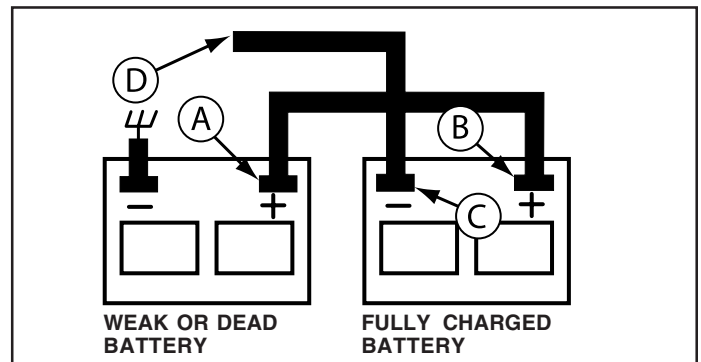 D
A
B
C
− + − +
WEAK OR DEAD
BATTERY
FULLY CHARGED
BATTERY